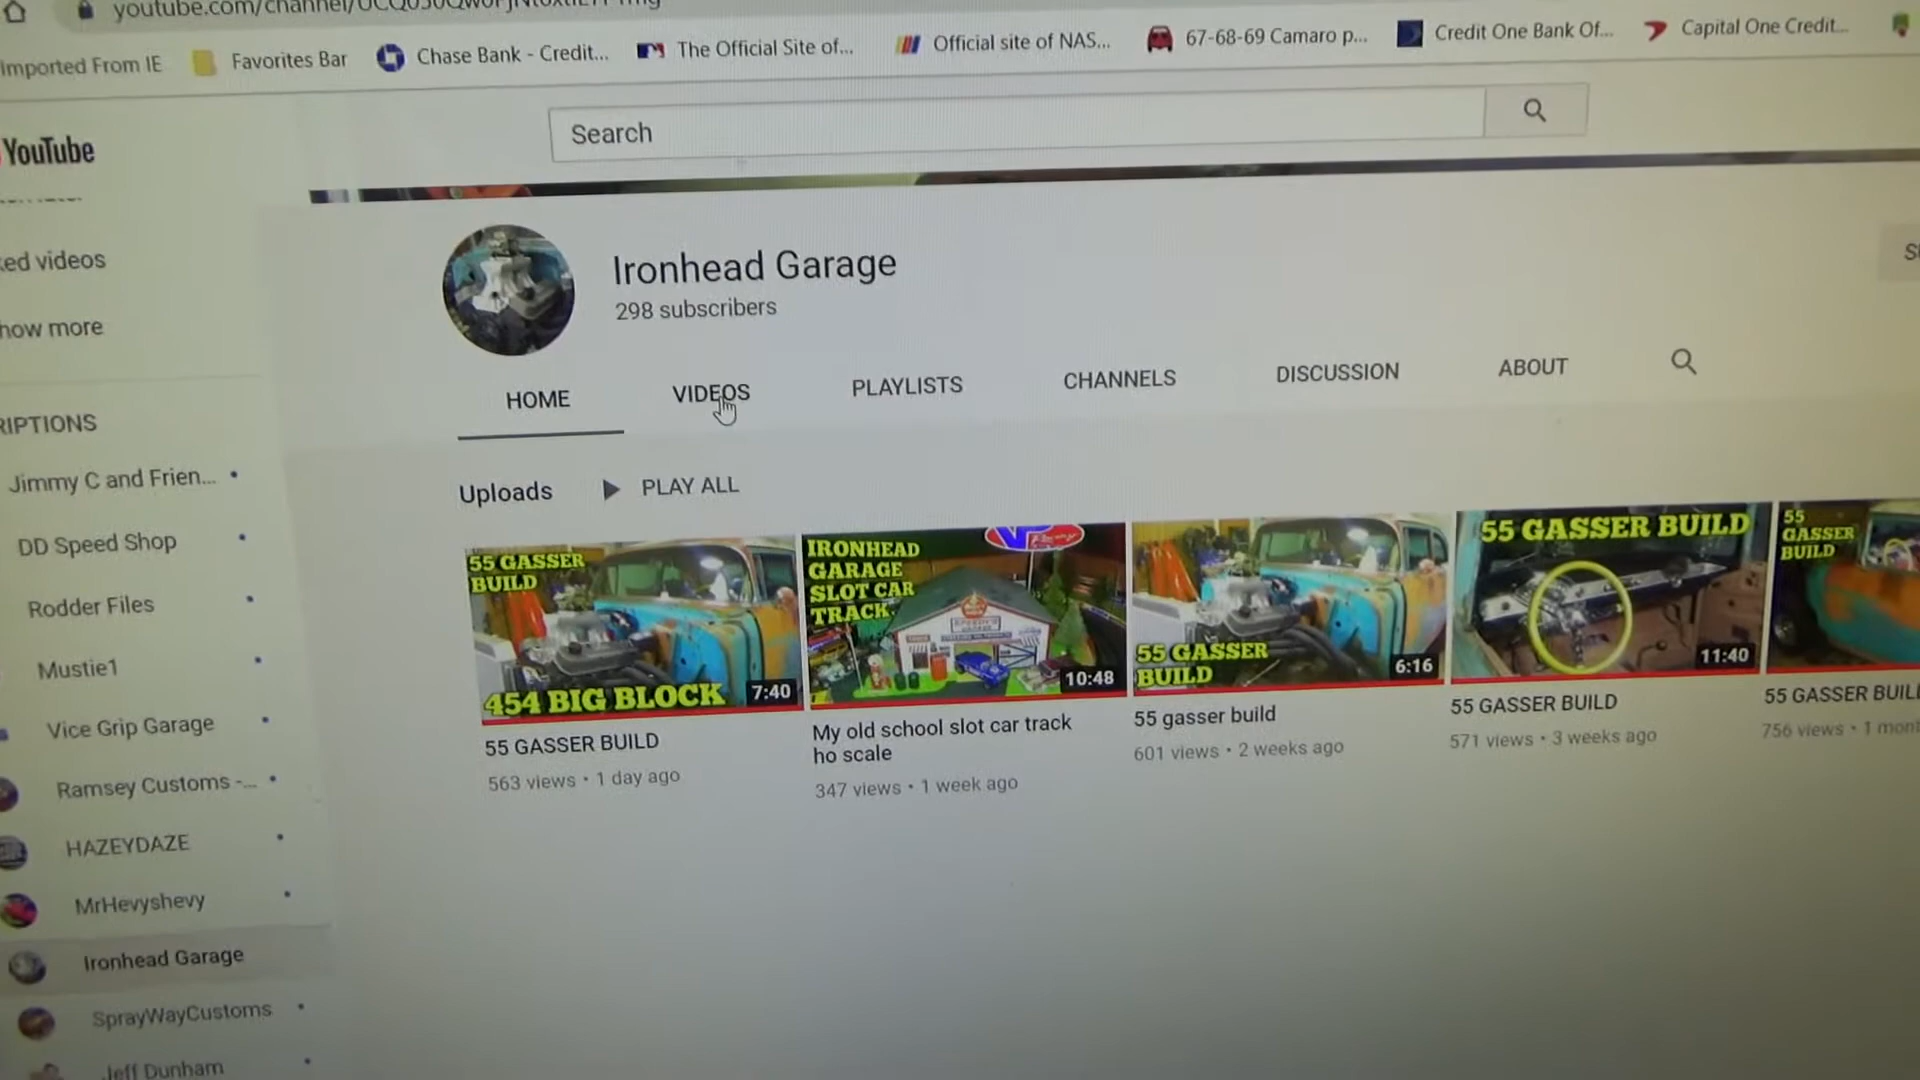 Imported From IE
Favorites Bar
Chase Bank - Credit...
The Official Site of...
Official site of NAS...
67-68-69 Camaro p...
Credit One Bank Of...
Capital One Credit...
YouTube
Search
ked videos
how more
RIPTIONS
Jimmy C and Frien...
DD Speed Shop
Rodder Files
Mustie1
Vice Grip Garage
Ramsey Customs -...
HAZEYDAZE
MrHevyshevy
Ironhead Garage
SprayWayCustoms
Jeff Dunham
Ironhead Garage
298 subscribers
HOME
VIDEOS
PLAYLISTS
CHANNELS
DISCUSSION
ABOUT
Uploads
PLAY ALL
55 GASSER
BUILD
454 BIG BLOCK
7:40
55 GASSER BUILD
563 views • 1 day ago
IRONHEAD
GARAGE
SLOT CAR
TRACK
VP
10:48
My old school slot car track
ho scale
347 views • 1 week ago
55 GASSER
BUILD
6:16
55 gasser build
601 views • 2 weeks ago
55 GASSER BUILD
11:40
55 GASSER BUILD
571 views • 3 weeks ago
55
GASSER
BUILD
55 GASSER BUIL
756 views • 1 mont